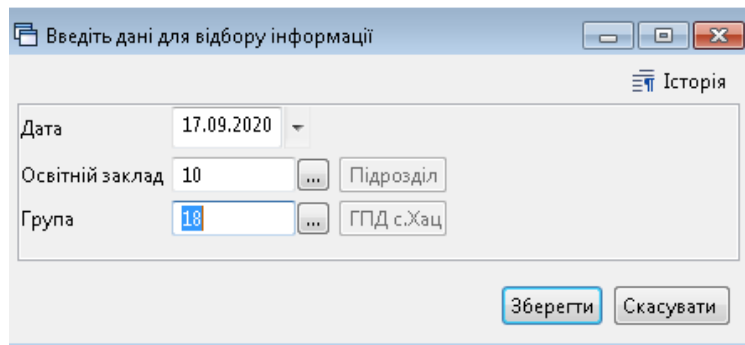 Введіть дані для відбору інформації
Історія
Дата 17.09.2020
Освітній заклад 10 ... Підрозділ
Група 18 ... ГПД с.Хац
Зберегти Скасувати